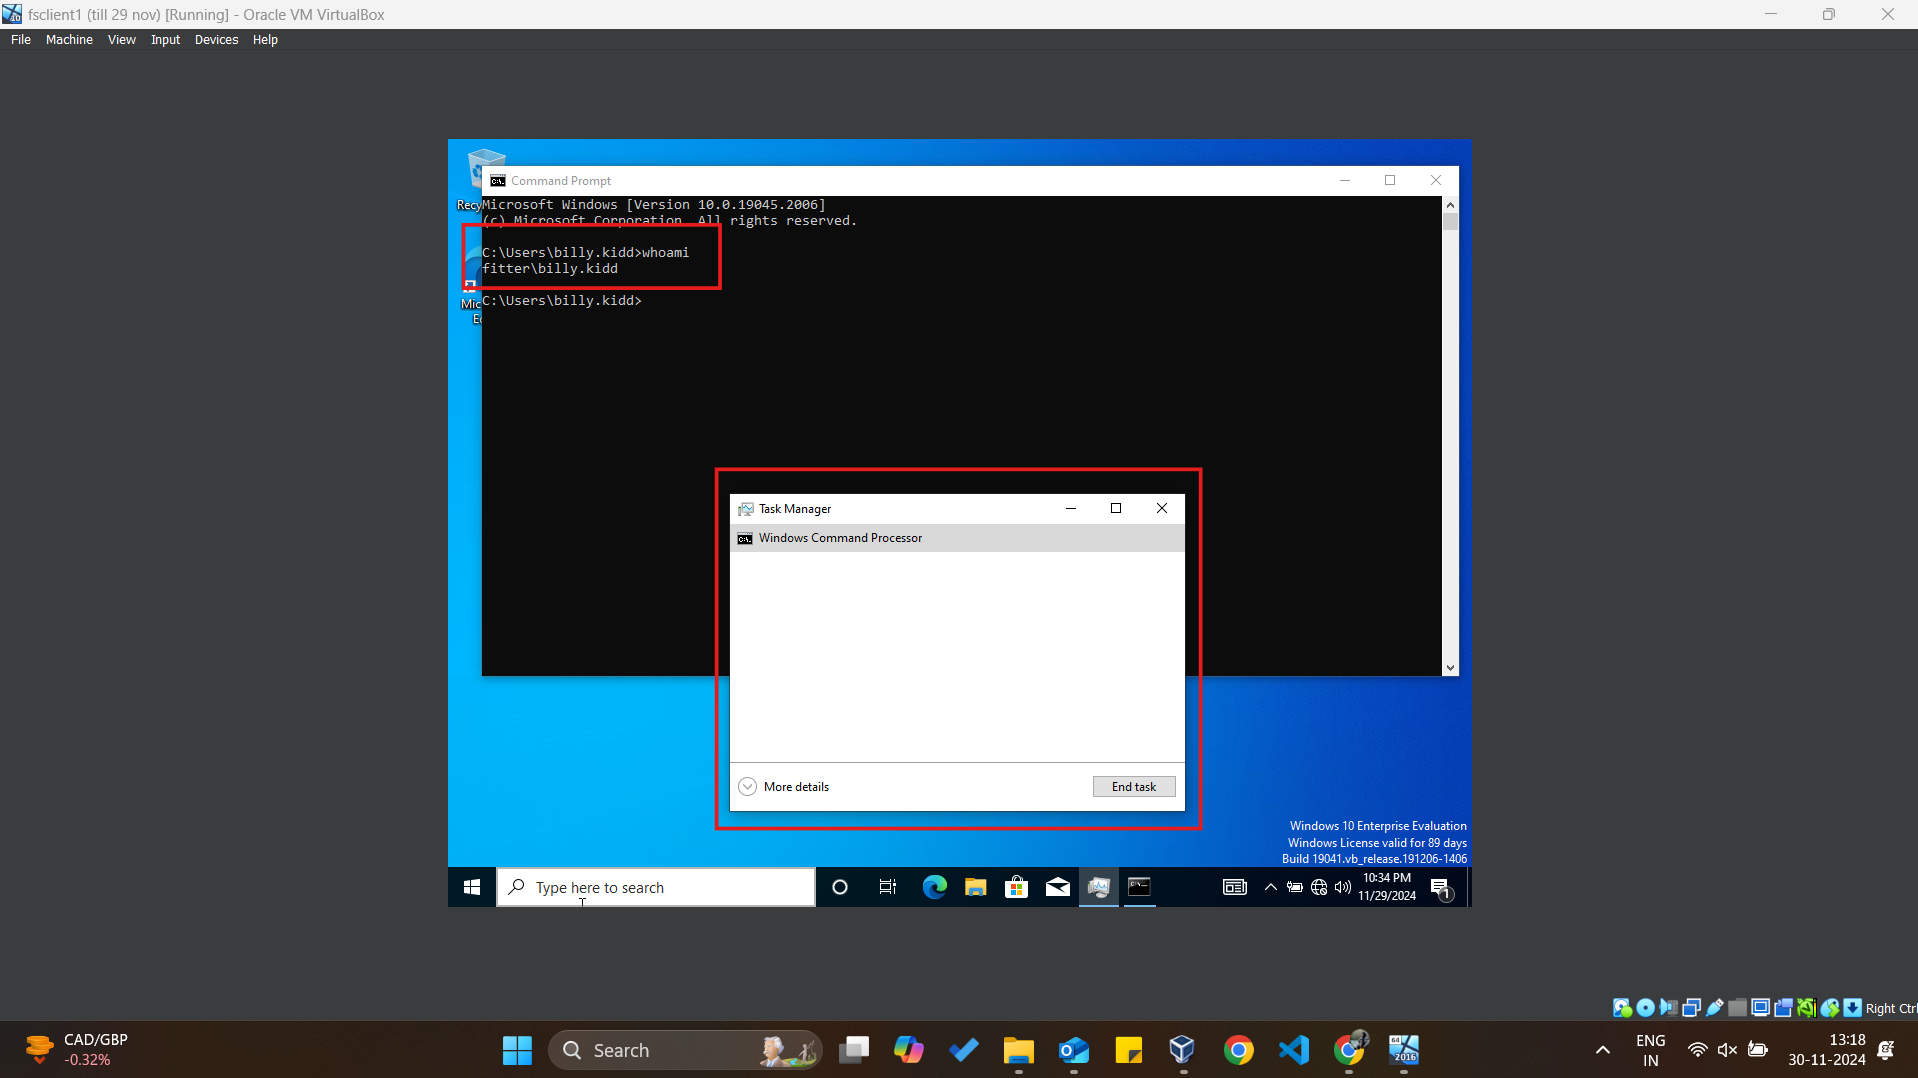 fsclient1 (till 29 nov) [Running] - Oracle VM VirtualBox
File Machine View Input Devices Help
Command Prompt
Microsoft Windows [Version 10.0.19045.2006]
(c) Microsoft Corporation. All rights reserved.
C:\Users\billy.kidd>whoami
fitter\billy.kidd
C:\Users\billy.kidd>
Task Manager
Windows Command Processor
More details
End task
Windows 10 Enterprise Evaluation
Windows License valid for 89 days
Build 19041.vb_release.191206-1406
Type here to search
10:34 PM
11/29/2024
1
Right Ctrl
CAD/GBP
-0.32%
Search
64
2016
ENG
IN
13:18
30-11-2024